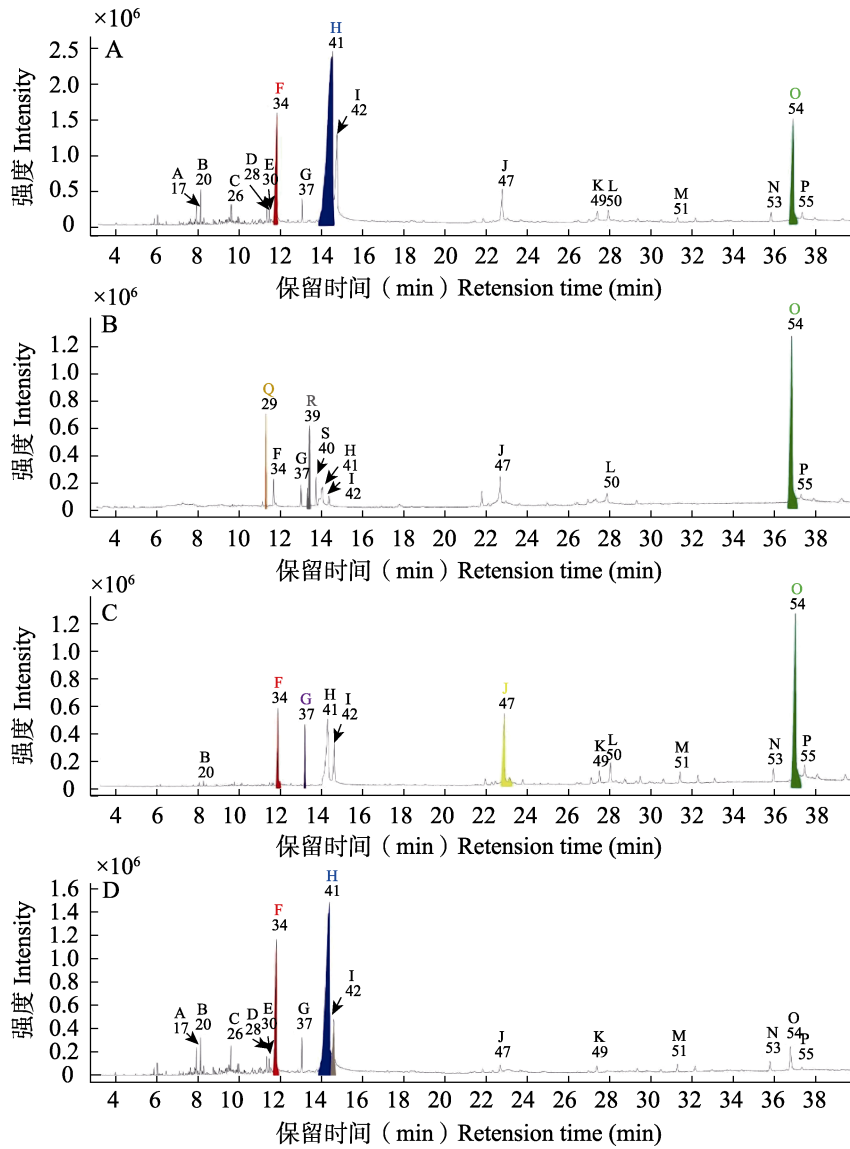 ×10⁶
A
强度 Intensity
2.5
2.0
1.5
1.0
0.5
0
A
17
B
20
C
26
D
28
E
30
F
34
G
37
H
41
I
42
J
47
K
49
L
50
M
51
N
53
O
54
P
55
4 6 8 10 12 14 16 18 20 22 24 26 28 30 32 34 36 38
保留时间（min）Retention time (min)
×10⁶
B
强度 Intensity
1.2
1.0
0.8
0.6
0.4
0.2
0
Q
29
F
34
G
37
R
39
S
40
H
41
I
42
J
47
L
50
O
54
P
55
4 6 8 10 12 14 16 18 20 22 24 26 28 30 32 34 36 38
保留时间（min）Retention time (min)
×10⁶
C
强度 Intensity
1.2
1.0
0.8
0.6
0.4
0.2
0
B
20
F
34
G
37
H
41
I
42
J
47
K
49
L
50
M
51
N
53
O
54
P
55
4 6 8 10 12 14 16 18 20 22 24 26 28 30 32 34 36 38
保留时间（min）Retention time (min)
×10⁶
D
强度 Intensity
1.6
1.4
1.2
1.0
0.8
0.6
0.4
0.2
0
A
17
B
20
C
26
D
28
E
30
F
34
G
37
H
41
I
42
J
47
K
49
M
51
N
53
O
54
P
55
4 6 8 10 12 14 16 18 20 22 24 26 28 30 32 34 36 38
保留时间（min）Retention time (min)